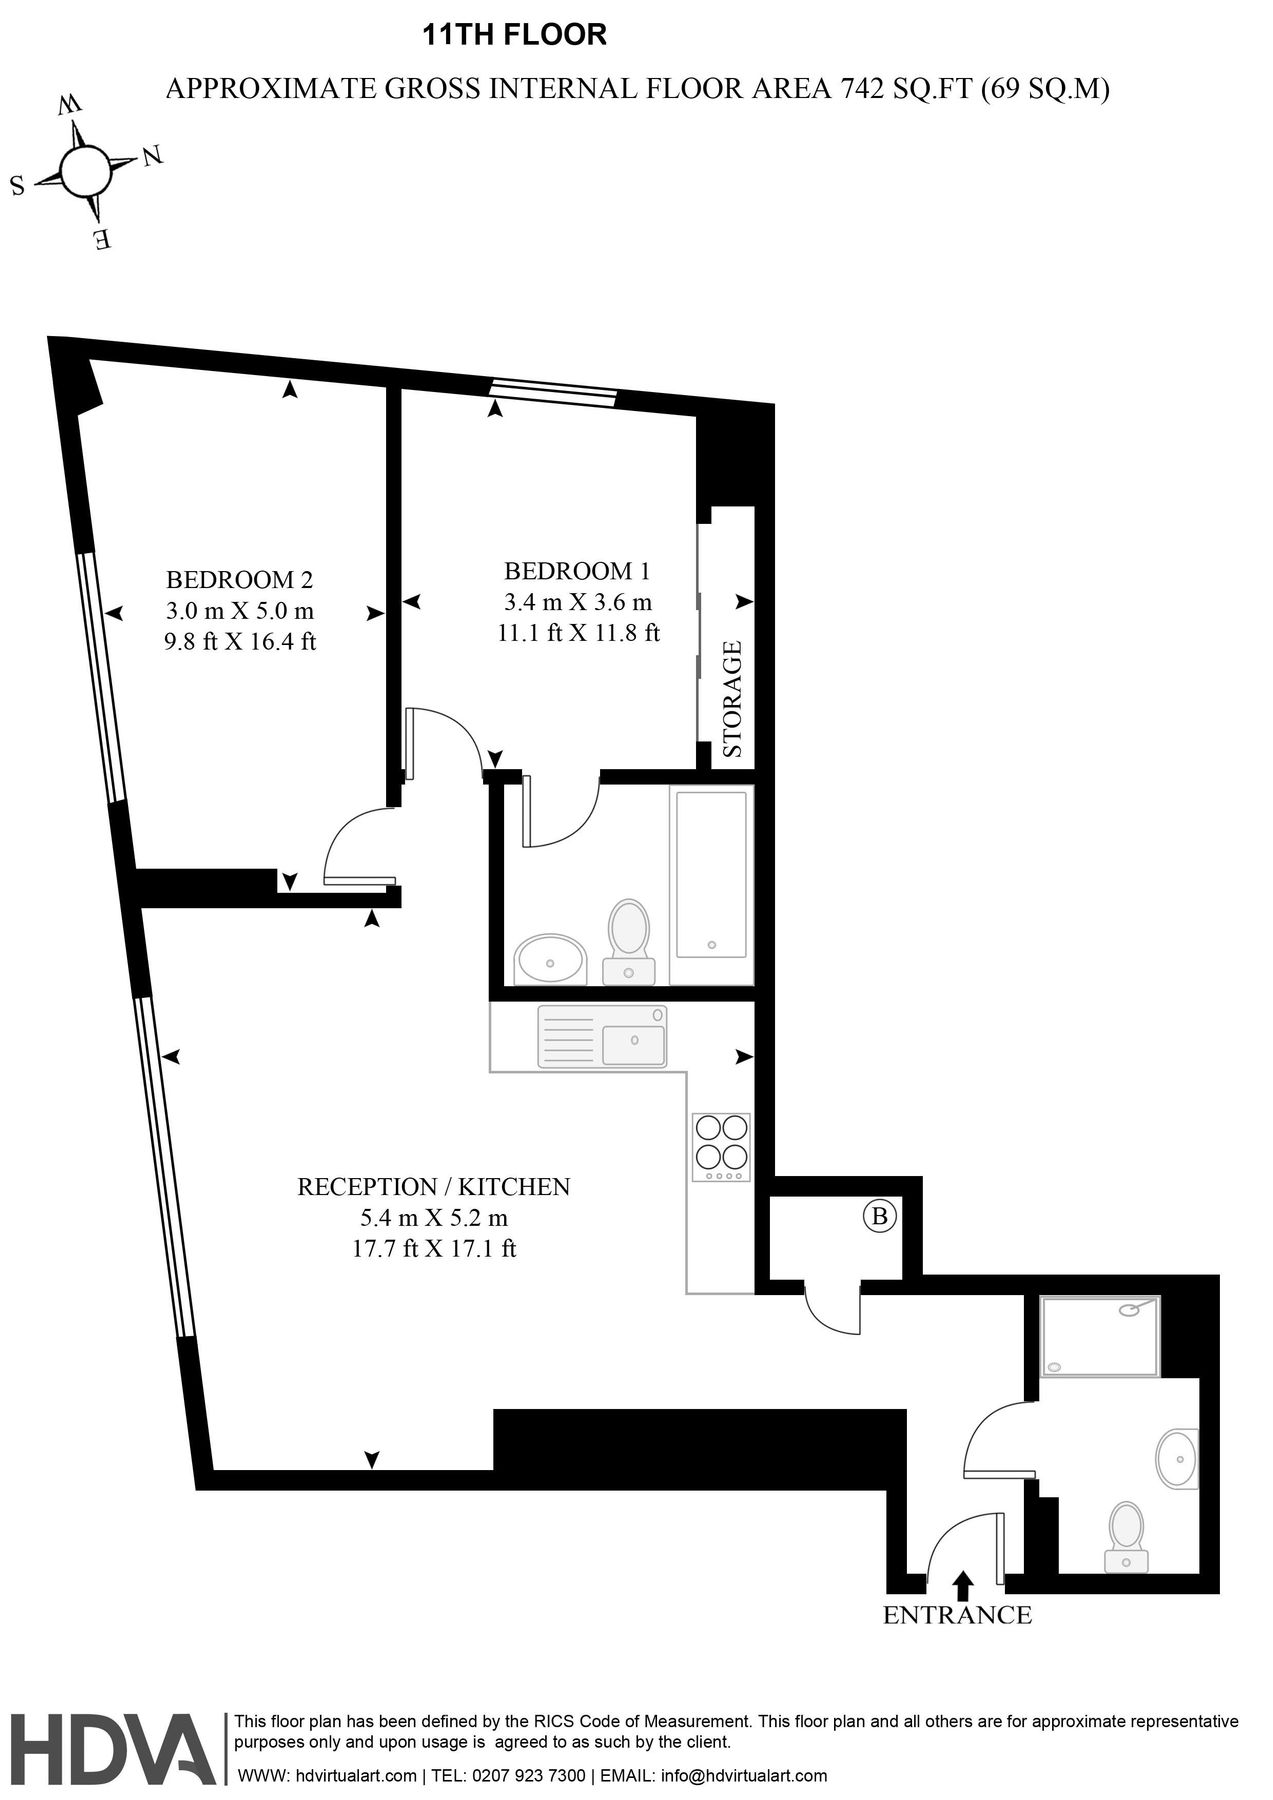 11TH FLOOR
APPROXIMATE GROSS INTERNAL FLOOR AREA 742 SQ.FT (69 SQ.M)
W
N
S
E
BEDROOM 2
3.0 m X 5.0 m
9.8 ft X 16.4 ft
BEDROOM 1
3.4 m X 3.6 m
11.1 ft X 11.8 ft
STORAGE
RECEPTION / KITCHEN
5.4 m X 5.2 m
17.7 ft X 17.1 ft
B
ENTRANCE
HDVA
This floor plan has been defined by the RICS Code of Measurement. This floor plan and all others are for approximate representative
purposes only and upon usage is agreed to as such by the client.
WWW: hdvirtualart.com | TEL: 0207 923 7300 | EMAIL: info@hdvirtualart.com